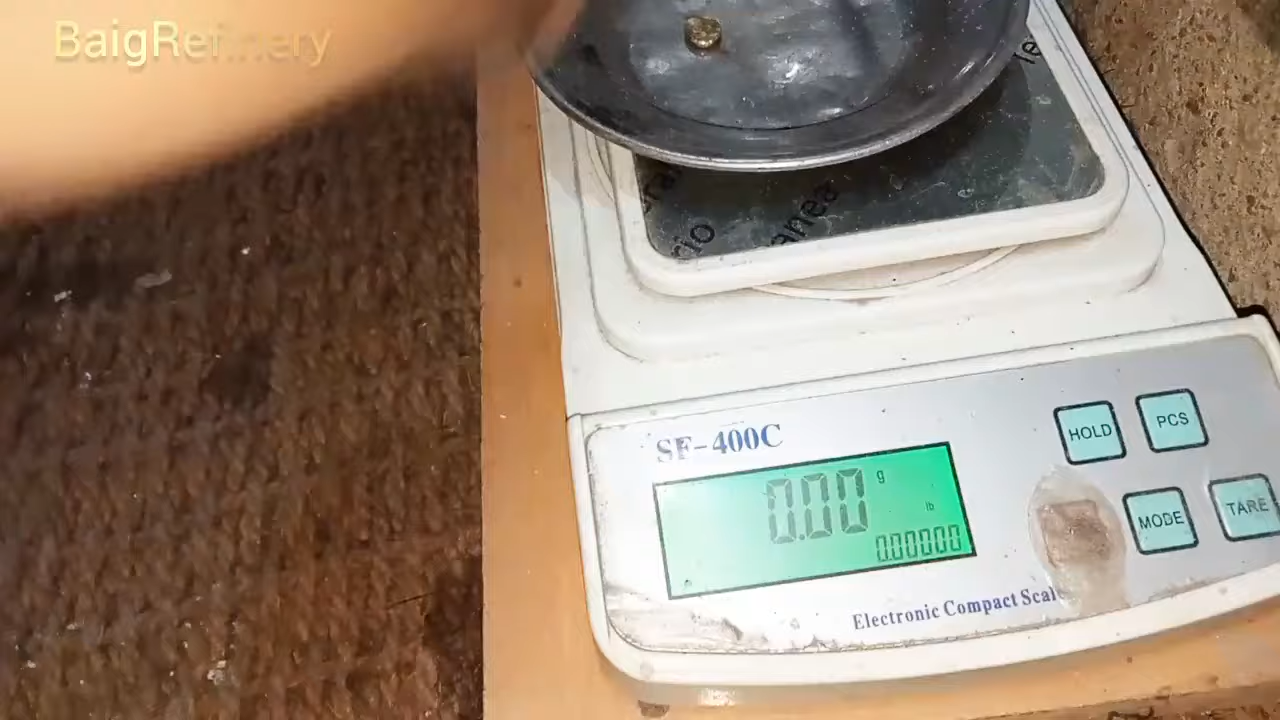 BaigRefinery
SF-400C
HOLD
PCS
MODE
TARE
0.00 g
lb
0.00000
Electronic Compact Scale